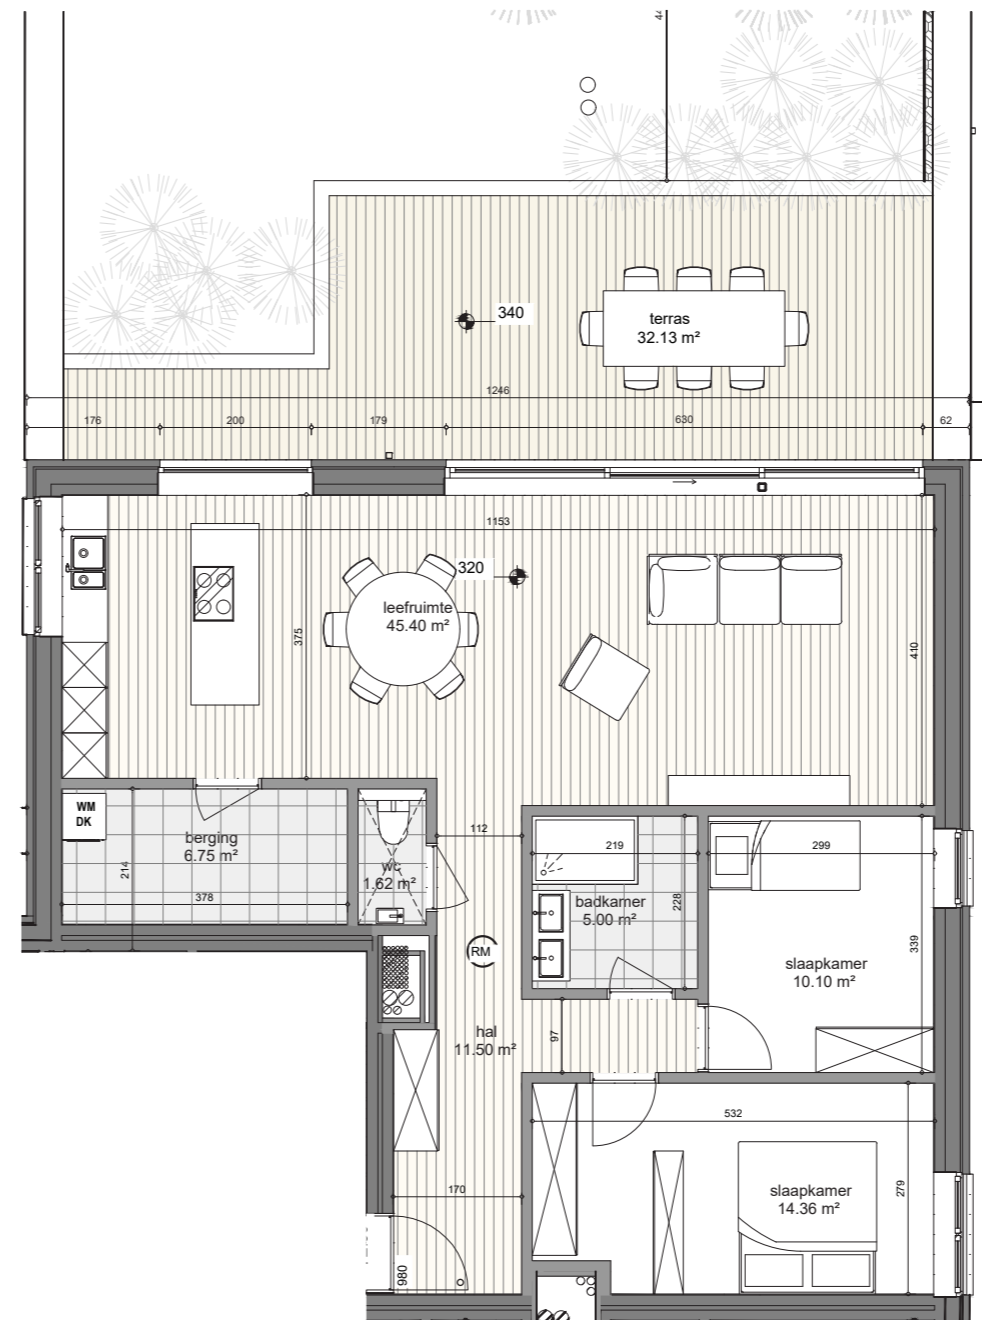 44
340
terras
32.13 m²
1246
176
200
179
630
62
1153
320
leefruimte
45.40 m²
375
410
WM
DK
berging
6.75 m²
214
378
wc
1.62 m²
112
219
badkamer
5.00 m²
228
299
slaapkamer
10.10 m²
339
RM
hal
11.50 m²
97
532
slaapkamer
14.36 m²
279
170
980